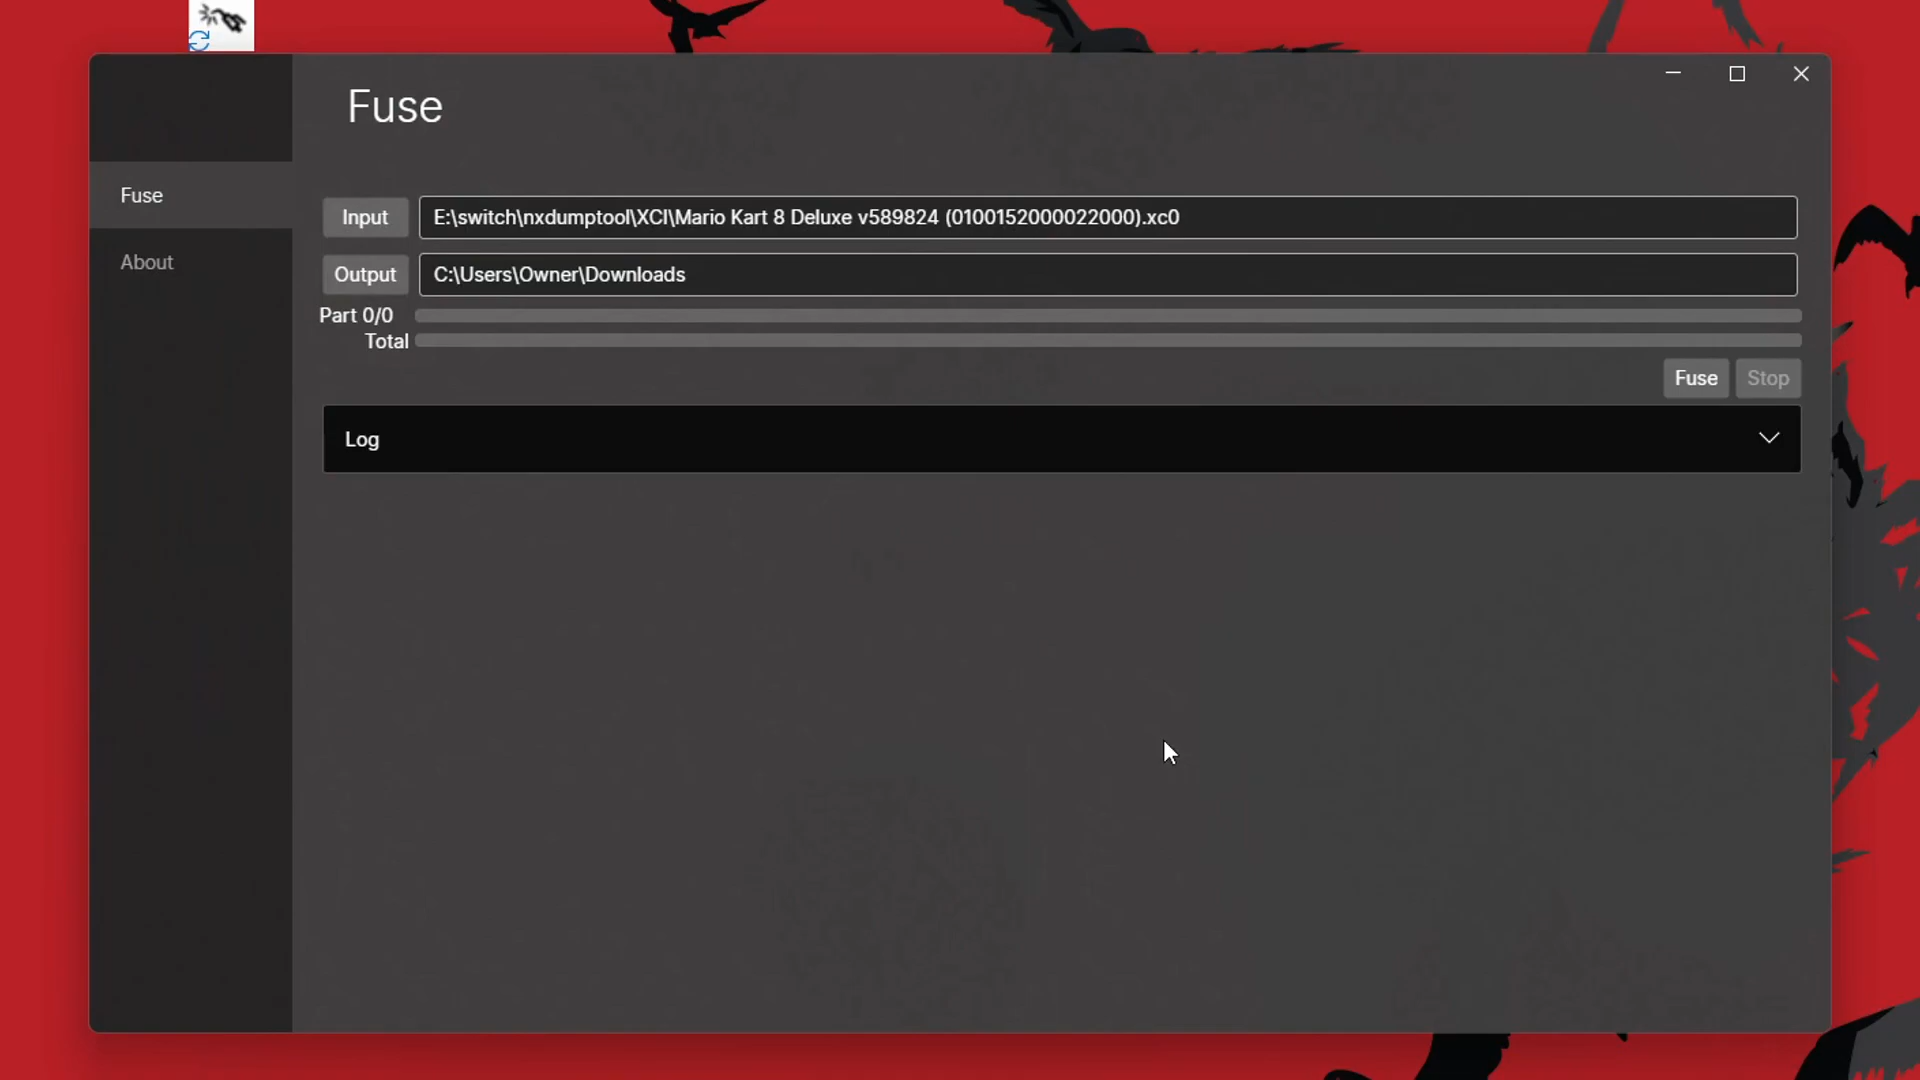 Fuse
Fuse
About
Input E:\switch\nxdumptool\XCI\Mario Kart 8 Deluxe v589824 (0100152000022000).xc0
Output C:\Users\Owner\Downloads
Part 0/0
Total
Fuse Stop
Log